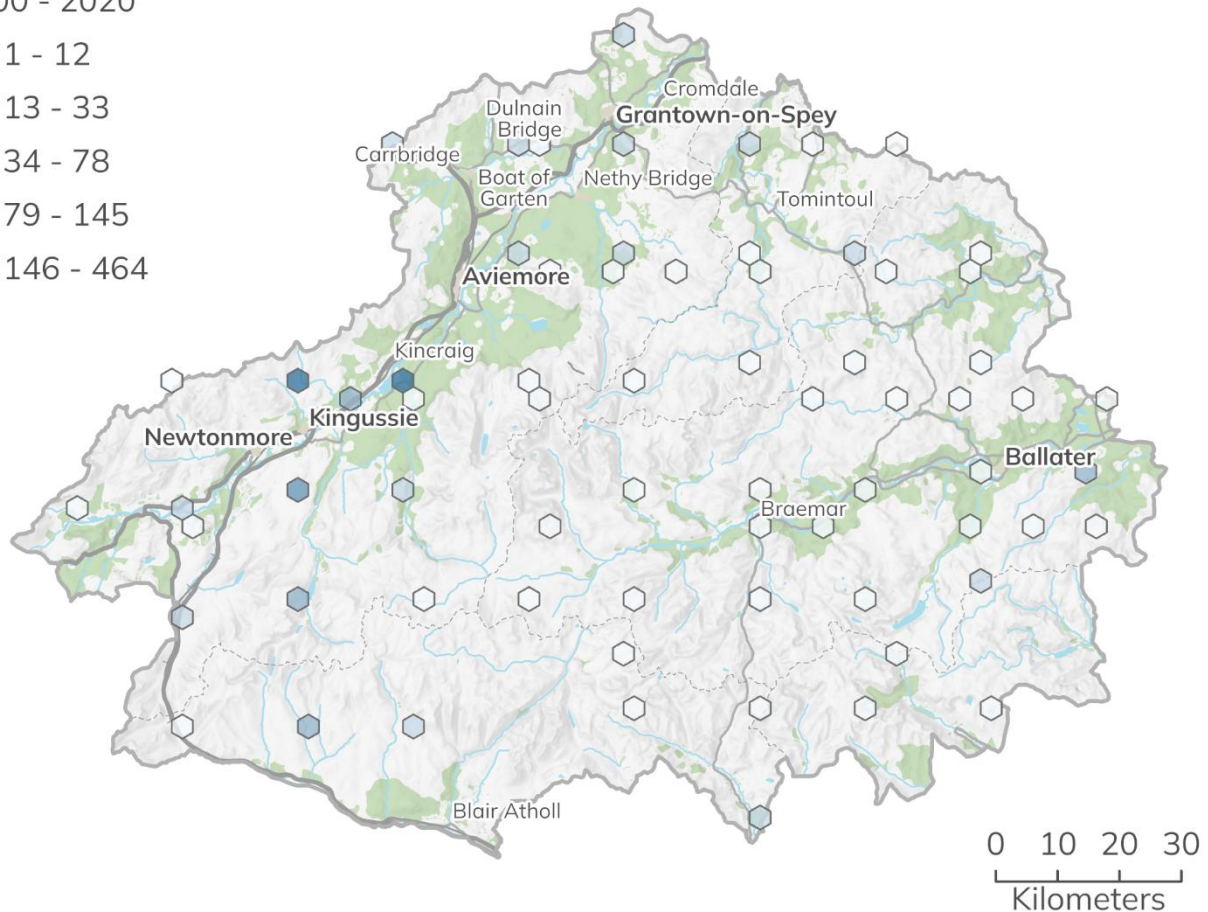 00 - 2020
1 - 12
13 - 33
34 - 78
79 - 145
146 - 464
Cromdale
Dulnain
Bridge
Grantown-on-Spey
Carrbridge
Boat of
Garten
Nethy Bridge
Tomintoul
Aviemore
Kincraig
Kingussie
Newtonmore
Ballater
Braemar
Blair Atholl
0 10 20 30
Kilometers